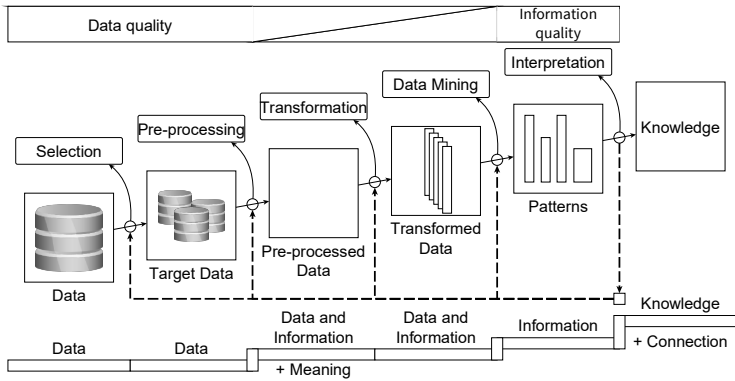 Data quality
Information
quality
Interpretation
Data Mining
Transformation
Pre-processing
Selection
Knowledge
Patterns
Transformed
Data
Pre-processed
Data
Target Data
Data
Knowledge
Data and
Information
Data and
Information
Information
+ Connection
Data
Data
+ Meaning